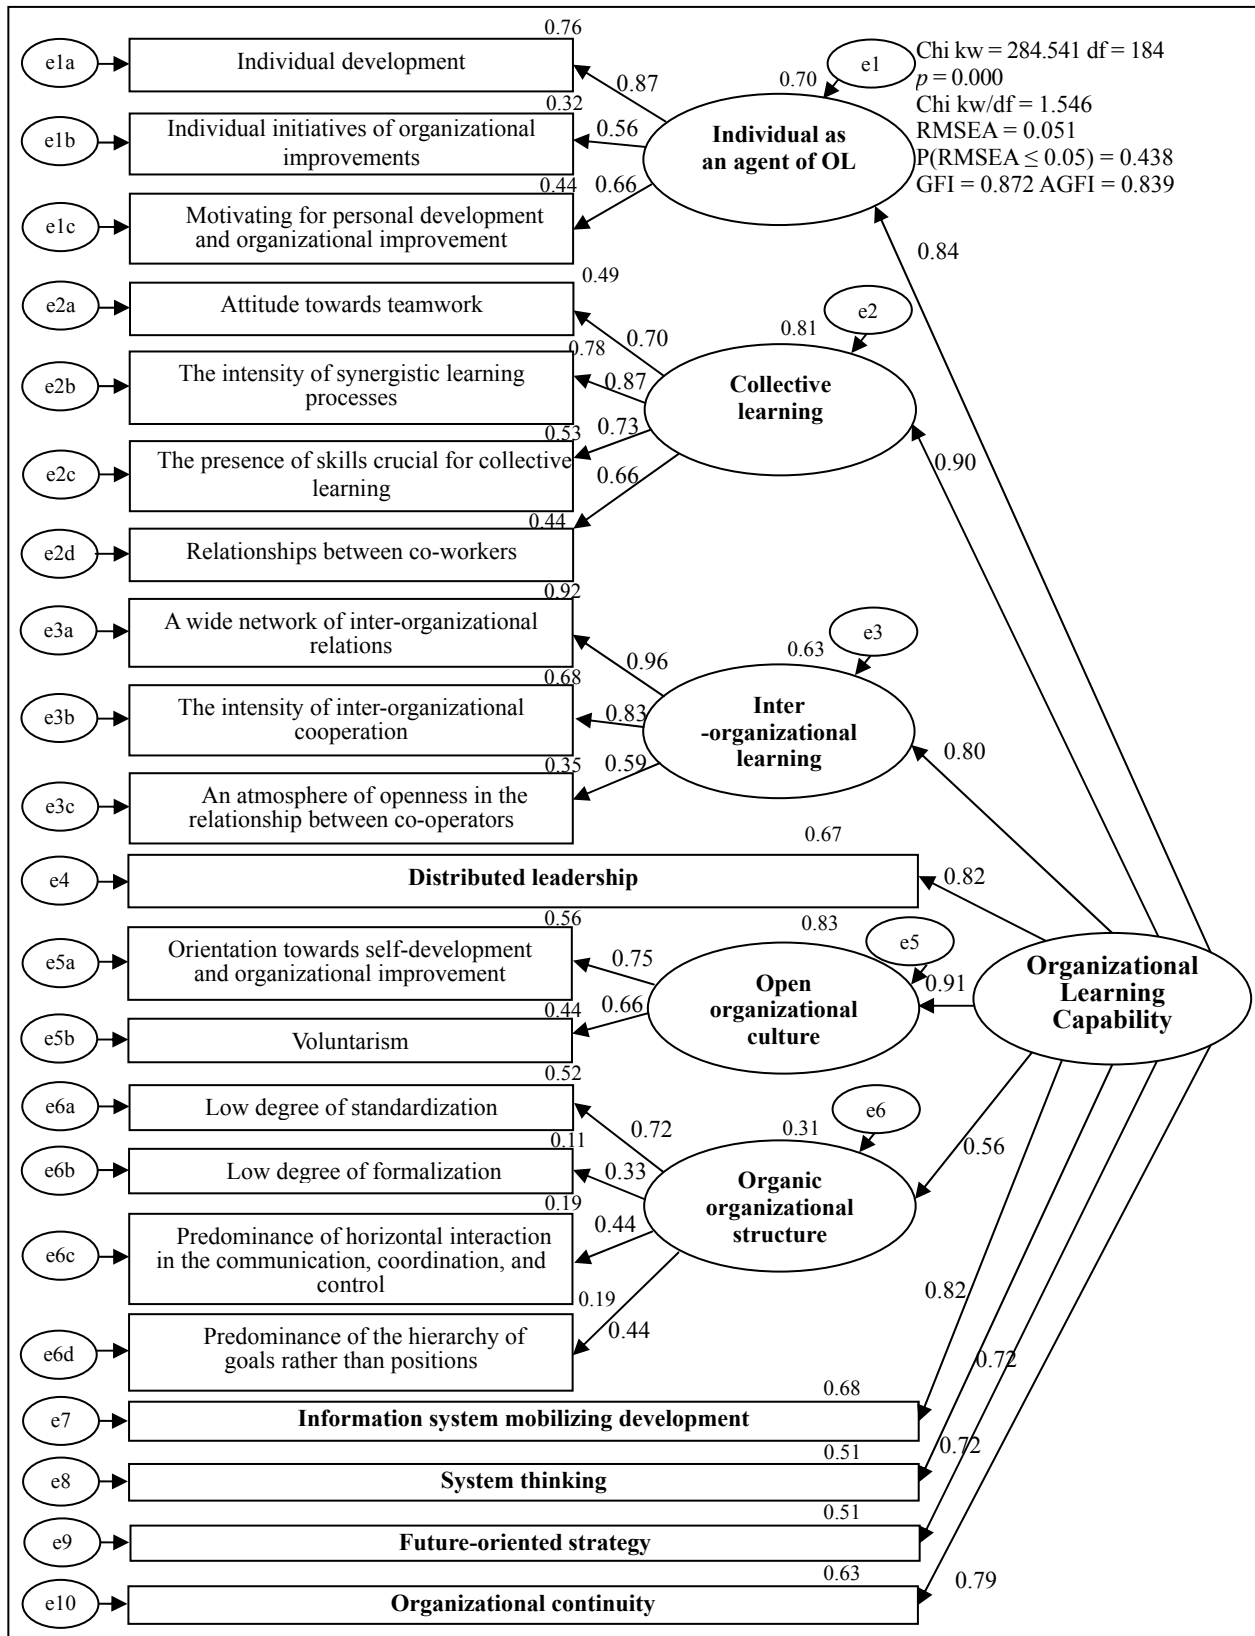 0.76
e1a
Individual development
0.87
0.70
e1
Chi kw = 284.541 df = 184
p = 0.000
Chi kw/df = 1.546
RMSEA = 0.051
P(RMSEA ≤ 0.05) = 0.438
GFI = 0.872 AGFI = 0.839
0.32
e1b
Individual initiatives of organizational
improvements
0.56
Individual as
an agent of OL
0.44
0.66
e1c
Motivating for personal development
and organizational improvement
0.84
0.49
e2a
Attitude towards teamwork
0.70
0.81
e2
0.78
e2b
The intensity of synergistic learning
processes
0.87
Collective
learning
0.53
0.73
e2c
The presence of skills crucial for collective
learning
0.66
0.90
0.44
e2d
Relationships between co-workers
0.92
e3a
A wide network of inter-organizational
relations
0.96
0.63
e3
0.68
e3b
The intensity of inter-organizational
cooperation
0.83
Inter
-organizational
learning
0.80
0.35
0.59
e3c
An atmosphere of openness in the
relationship between co-operators
0.67
e4
Distributed leadership
0.82
0.56
e5a
Orientation towards self-development
and organizational improvement
0.75
0.83
e5
Open
organizational
culture
0.91
Organizational
Learning
Capability
0.44
0.66
e5b
Voluntarism
0.52
e6a
Low degree of standardization
0.72
0.31
e6
0.56
0.11
e6b
Low degree of formalization
0.33
Organic
organizational
structure
0.19
0.44
e6c
Predominance of horizontal interaction
in the communication, coordination, and
control
0.82
0.19
0.44
e6d
Predominance of the hierarchy of
goals rather than positions
0.72
0.68
e7
Information system mobilizing development
0.72
0.51
e8
System thinking
0.51
e9
Future-oriented strategy
0.63
0.79
e10
Organizational continuity